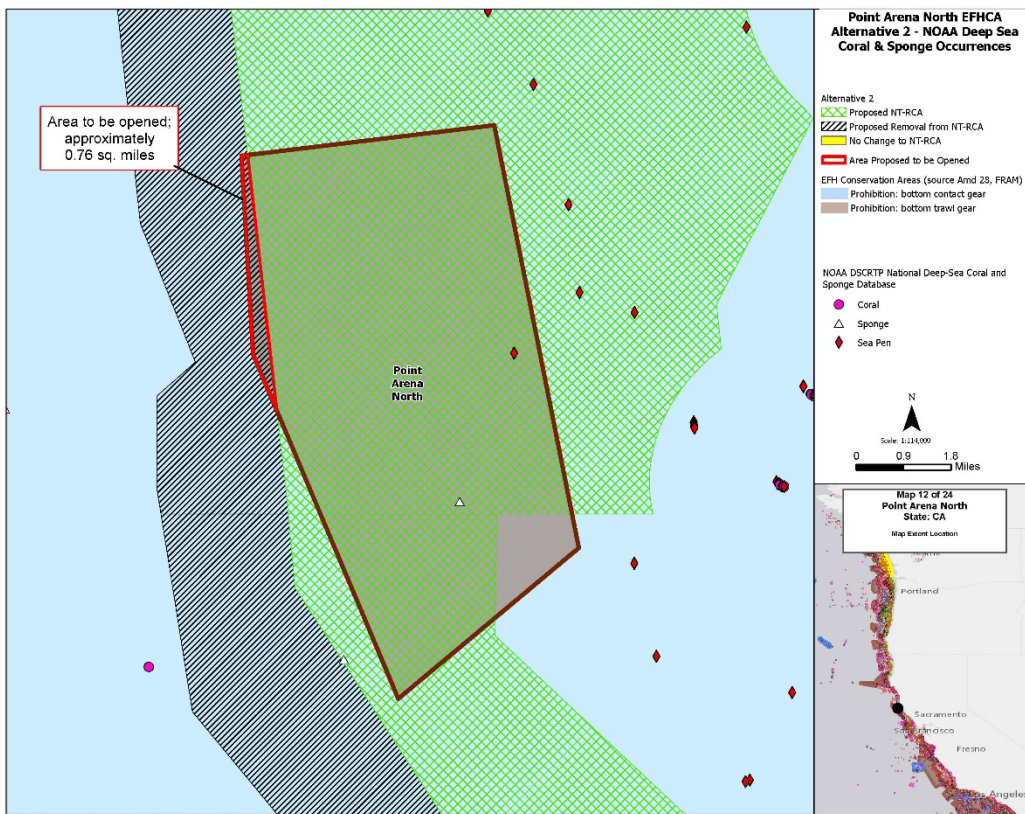 Area to be opened;
approximately
0.76 sq. miles
Point
Arena
North
Point Arena North EFHCA
Alternative 2 - NOAA Deep Sea
Coral & Sponge Occurrences
Alternative 2
Proposed NT-RCA
Proposed Removal from NT-RCA
No Change to NT-RCA
Area Proposed to be Opened
EFH Conservation Areas (source Amd 28, FRAM)
Prohibition: bottom contact gear
Prohibition: bottom trawl gear
NOAA DSCRTP National Deep-Sea Coral and
Sponge Database
Coral
Sponge
Sea Pen
N
Scale: 1:114,000
0 0.9 1.8
Miles
Map 12 of 24
Point Arena North
State: CA
Map Extent Location
Portland
Sacramento
Fresno
Angeles